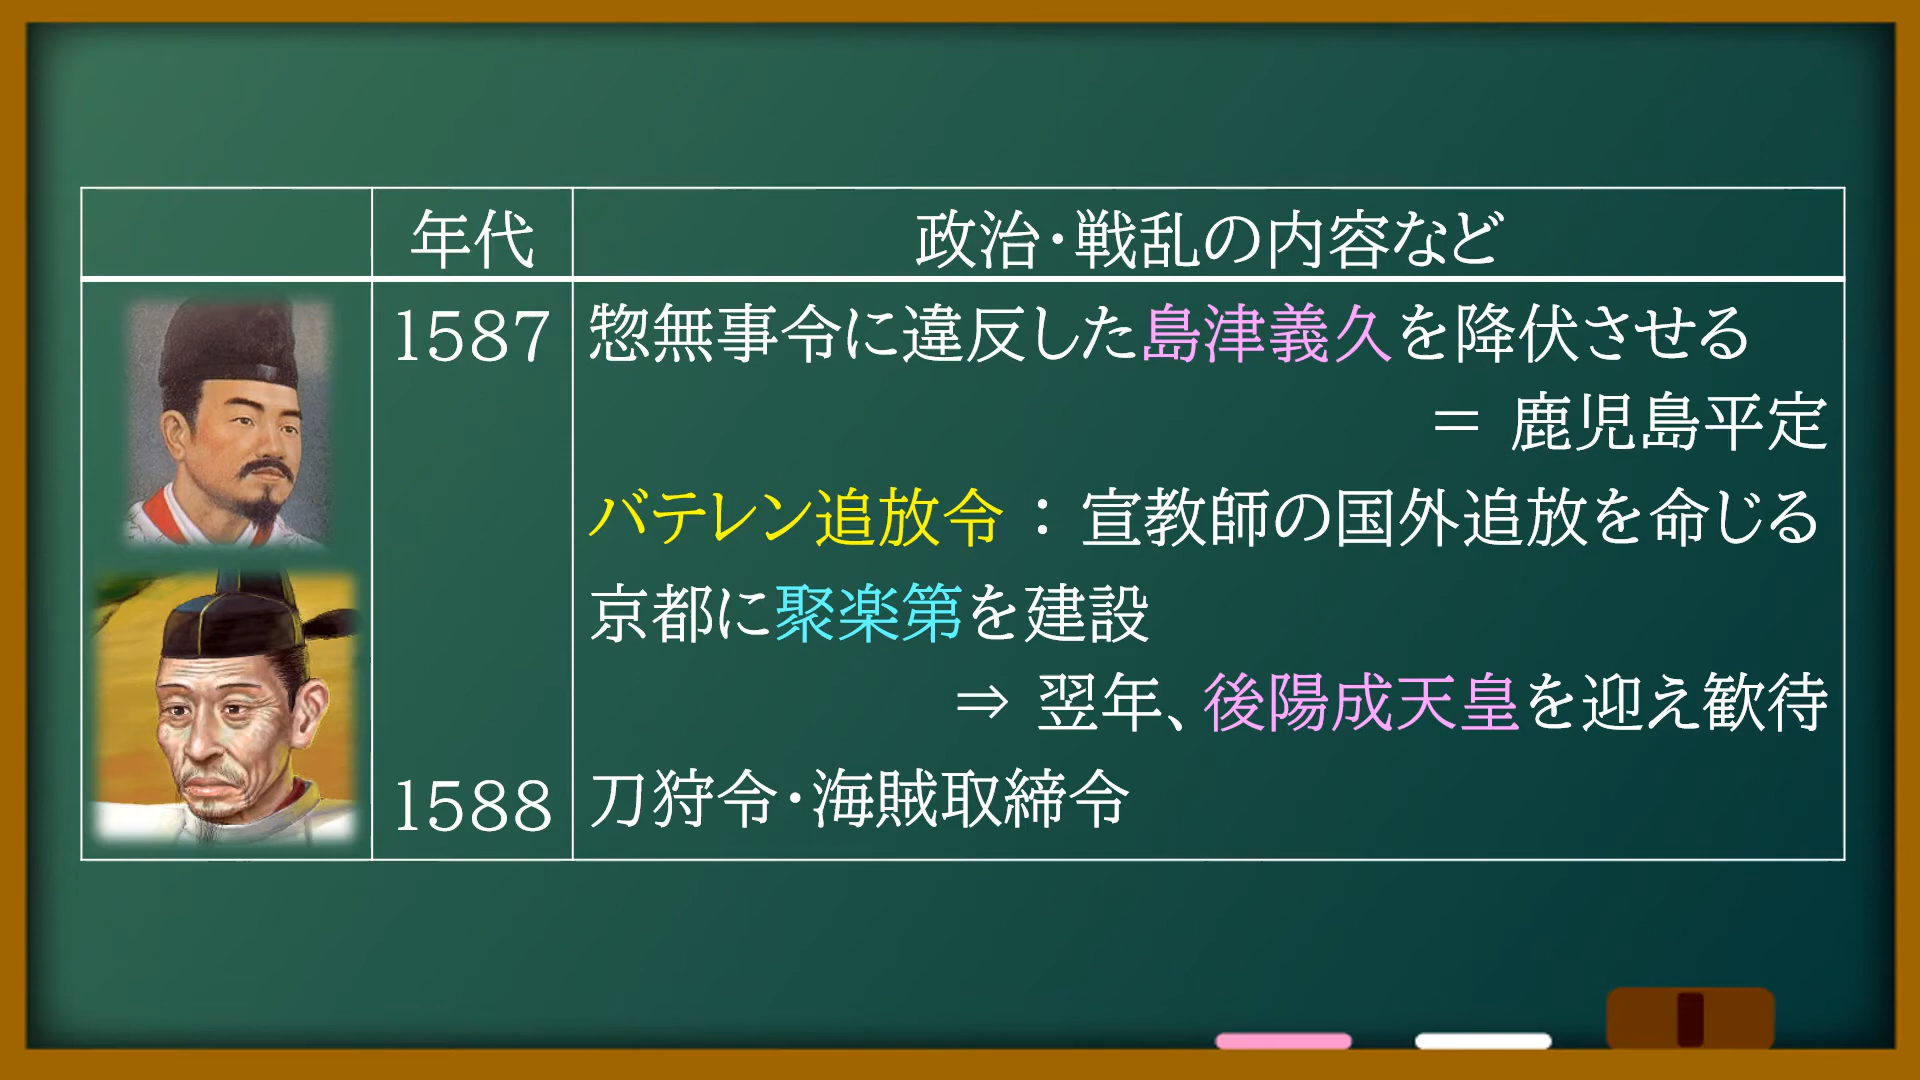 年代 政治・戦乱の内容など
1587 惣無事令に違反した島津義久を降伏させる
＝ 鹿児島平定
バテレン追放令 ： 宣教師の国外追放を命じる
京都に聚楽第を建設
⇒ 翌年、後陽成天皇を迎え歓待
1588 刀狩令・海賊取締令